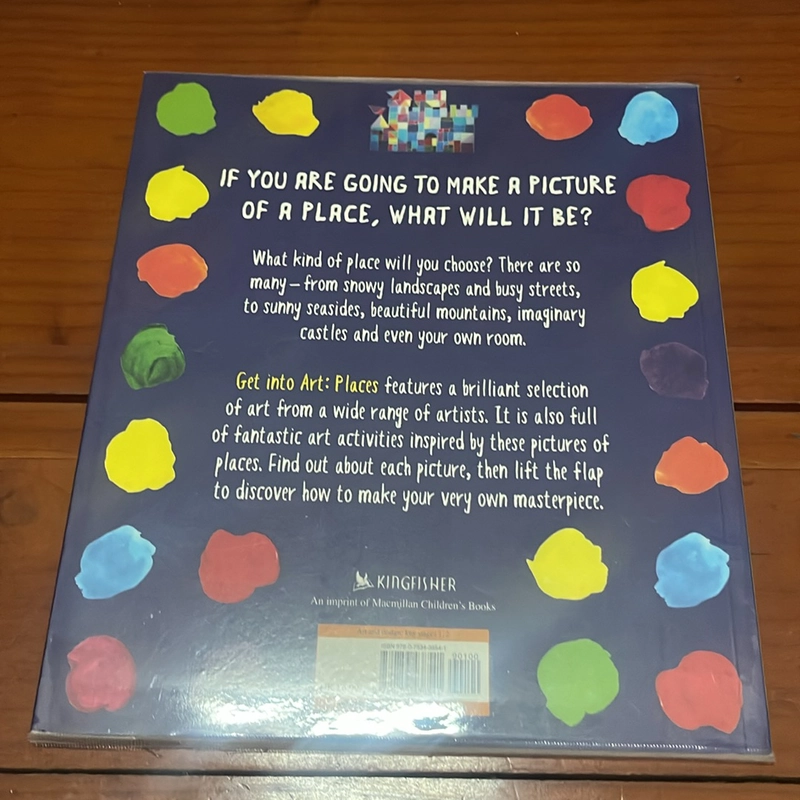 IF YOU ARE GOING TO MAKE A PICTURE
OF A PLACE, WHAT WILL IT BE?
What kind of place will you choose? There are so
many – from snowy landscapes and busy streets,
to sunny seasides, beautiful mountains, imaginary
castles and even your own room.
Get into Art: Places features a brilliant selection
of art from a wide range of artists. It is also full
of fantastic art activities inspired by these pictures of
places. Find out about each picture, then lift the flap
to discover how to make your very own masterpiece.
KINGFISHER
An imprint of Macmillan Children's Books
90100